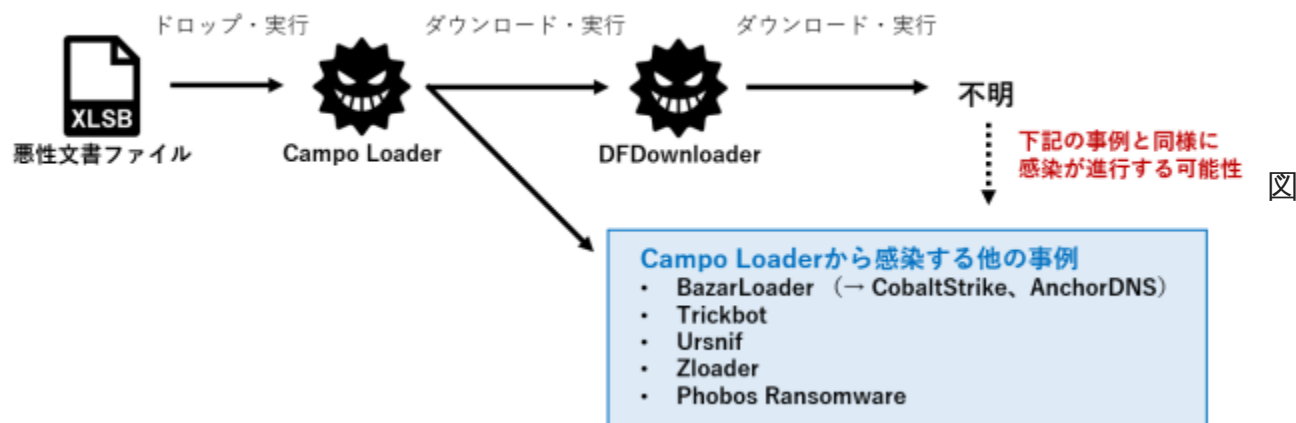 ドロップ・実行
ダウンロード・実行
ダウンロード・実行
XLSB
悪性文書ファイル
Campo Loader
DFDownloader
不明
下記の事例と同様に
感染が進行する可能性
図
Campo Loaderから感染する他の事例
・ BazarLoader （→ CobaltStrike、AnchorDNS）
・ Trickbot
・ Ursnif
・ Zloader
・ Phobos Ransomware